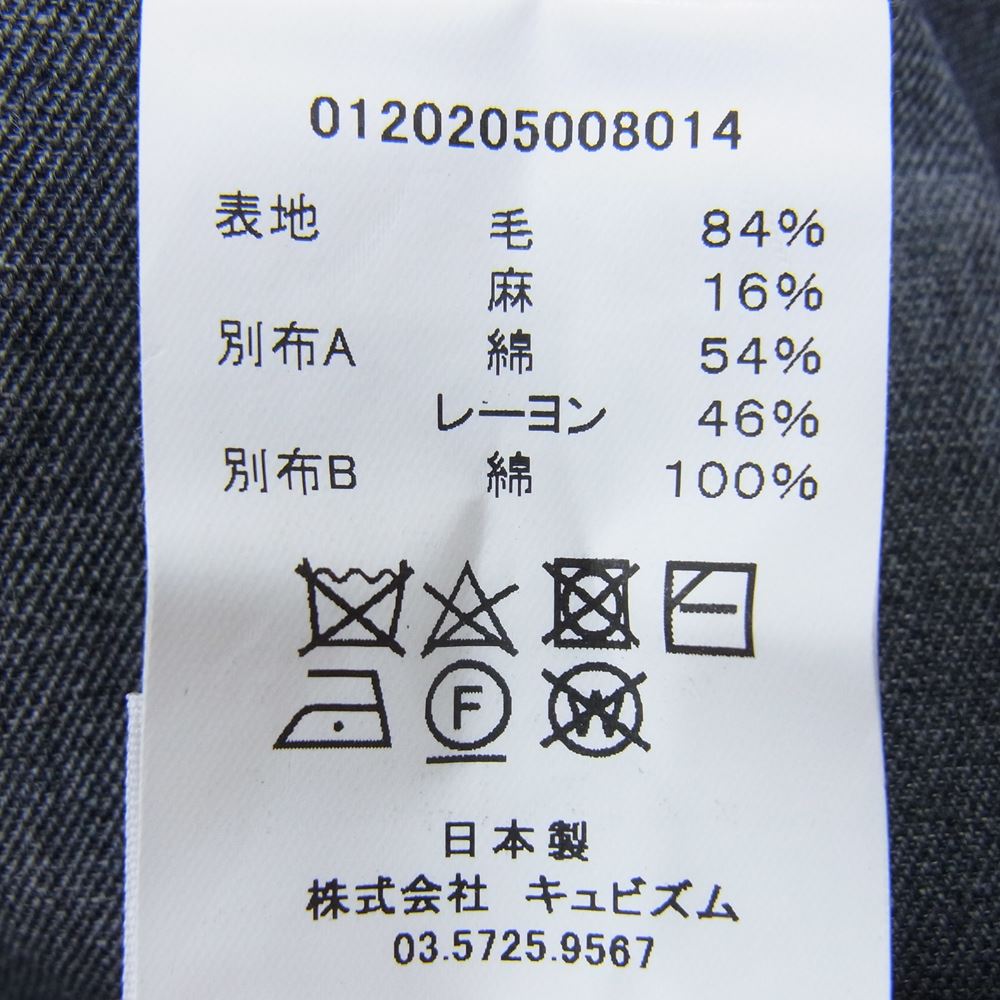 0120205008014
表地 毛 84%
麻 16%
別布A 綿 54%
レーヨン 46%
別布B 綿 100%
F
W
日本製
株式会社 キュビズム
03.5725.9567